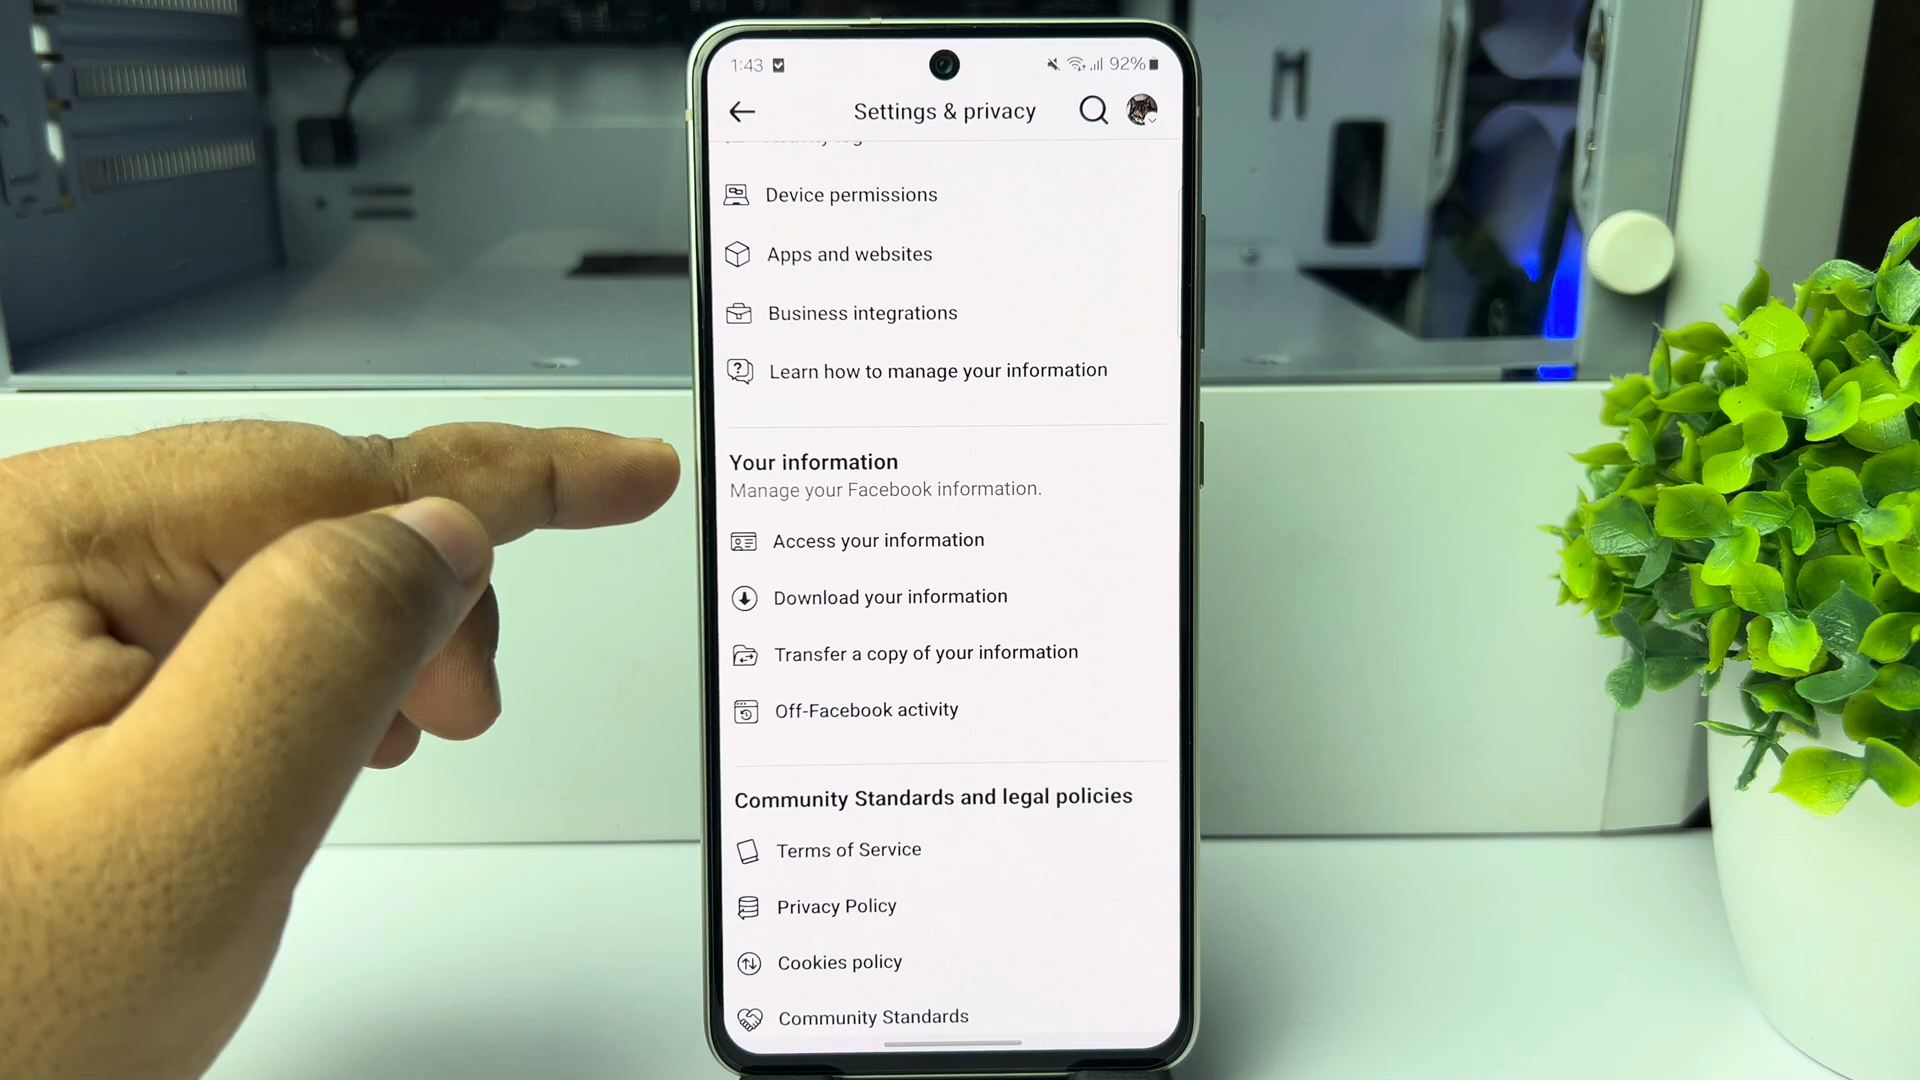 1:43 92%
Settings & privacy
Device permissions
Apps and websites
Business integrations
Learn how to manage your information
Your information
Manage your Facebook information.
Access your information
Download your information
Transfer a copy of your information
Off-Facebook activity
Community Standards and legal policies
Terms of Service
Privacy Policy
Cookies policy
Community Standards